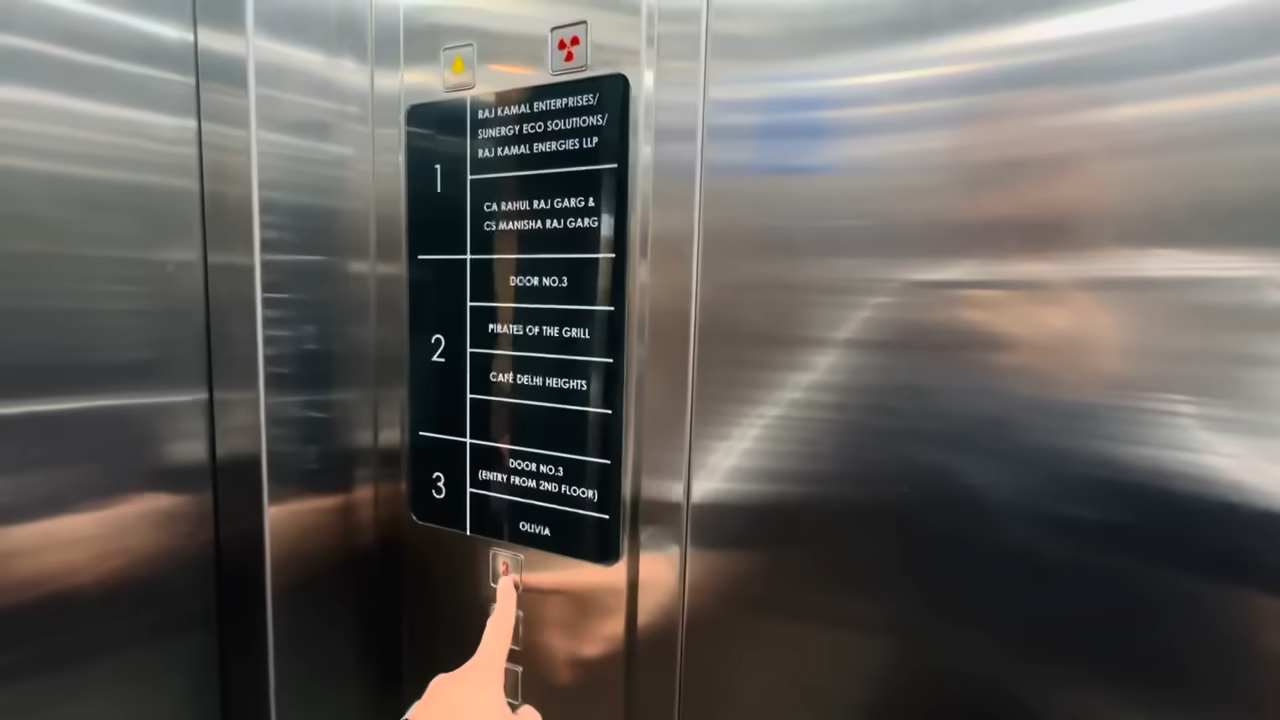 1
RAJ KAMAL ENTERPRISES/
SUNERGY ECO SOLUTIONS/
RAJ KAMAL ENERGIES LLP
CA RAHUL RAJ GARG &
CS MANISHA RAJ GARG
2
DOOR NO.3
PIRATES OF THE GRILL
CAFÉ DELHI HEIGHTS
3
DOOR NO.3
(ENTRY FROM 2ND FLOOR)
OLIVIA